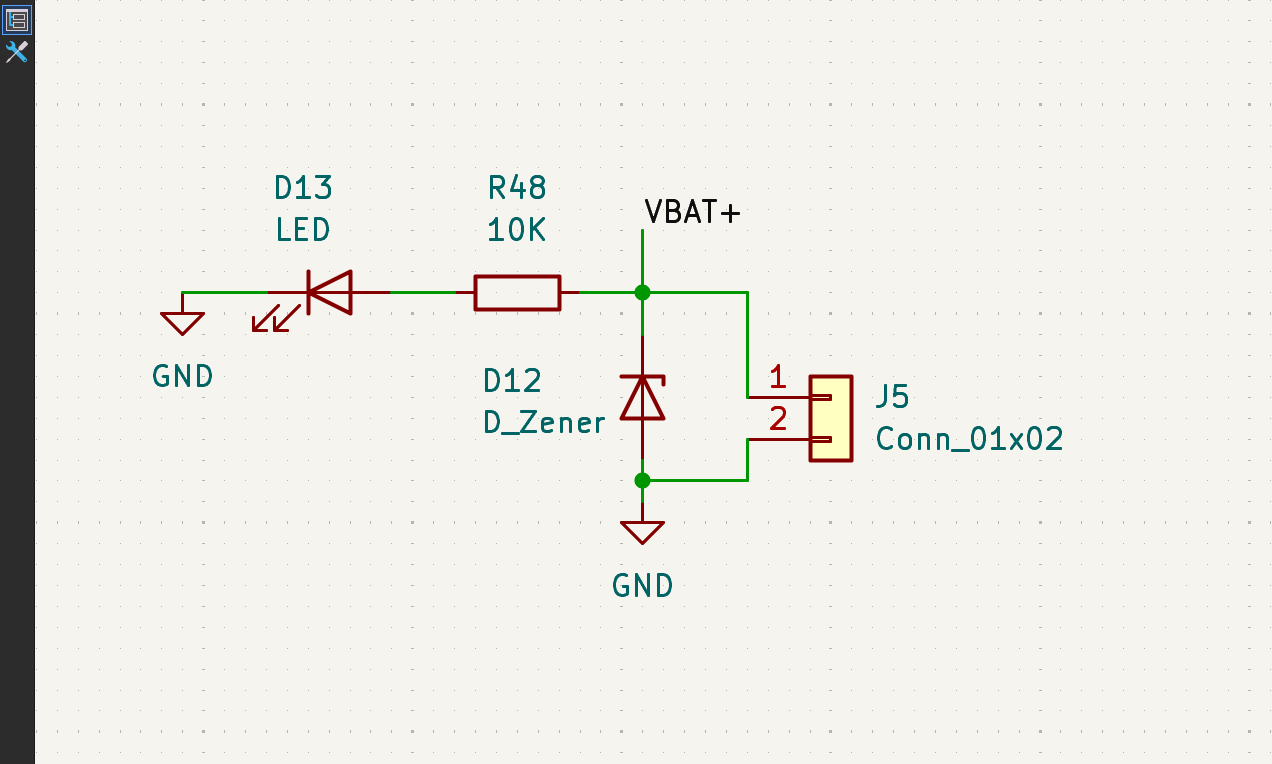 D13
LED
R48
10K
VBAT+
GND
D12
D_Zener
1
2
J5
Conn_01x02
GND